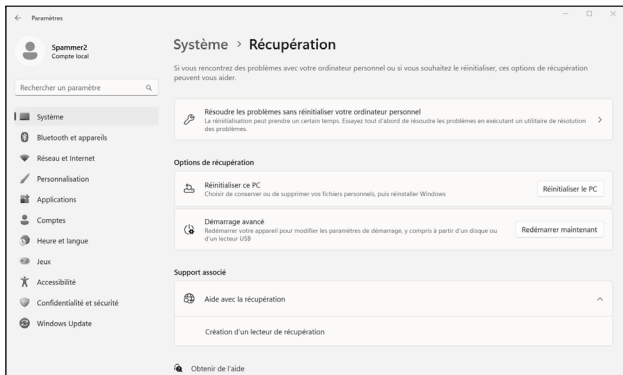 Paramètres
Spammer2
Compte local
Rechercher un paramètre
Système
Bluetooth et appareils
Réseau et Internet
Personnalisation
Applications
Comptes
Heure et langue
Jeux
Accessibilité
Confidentialité et sécurité
Windows Update
Système > Récupération
Si vous rencontrez des problèmes avec votre ordinateur personnel ou si vous souhaitez le réinitialiser, ces options de récupération
peuvent vous aider.
Résoudre les problèmes sans réinitialiser votre ordinateur personnel
La réinitialisation peut prendre un certain temps. Essayez tout d'abord de résoudre les problèmes en exécutant un utilitaire de résolution
des problèmes.
Options de récupération
Réinitialiser ce PC
Choisir de conserver ou de supprimer vos fichiers personnels, puis réinstaller Windows
Réinitialiser le PC
Démarrage avancé
Redémarrer votre appareil pour modifier les paramètres de démarrage, y compris à partir d'un disque ou
d'un lecteur USB
Redémarrer maintenant
Support associé
Aide avec la récupération
Création d'un lecteur de récupération
Obtenir de l'aide